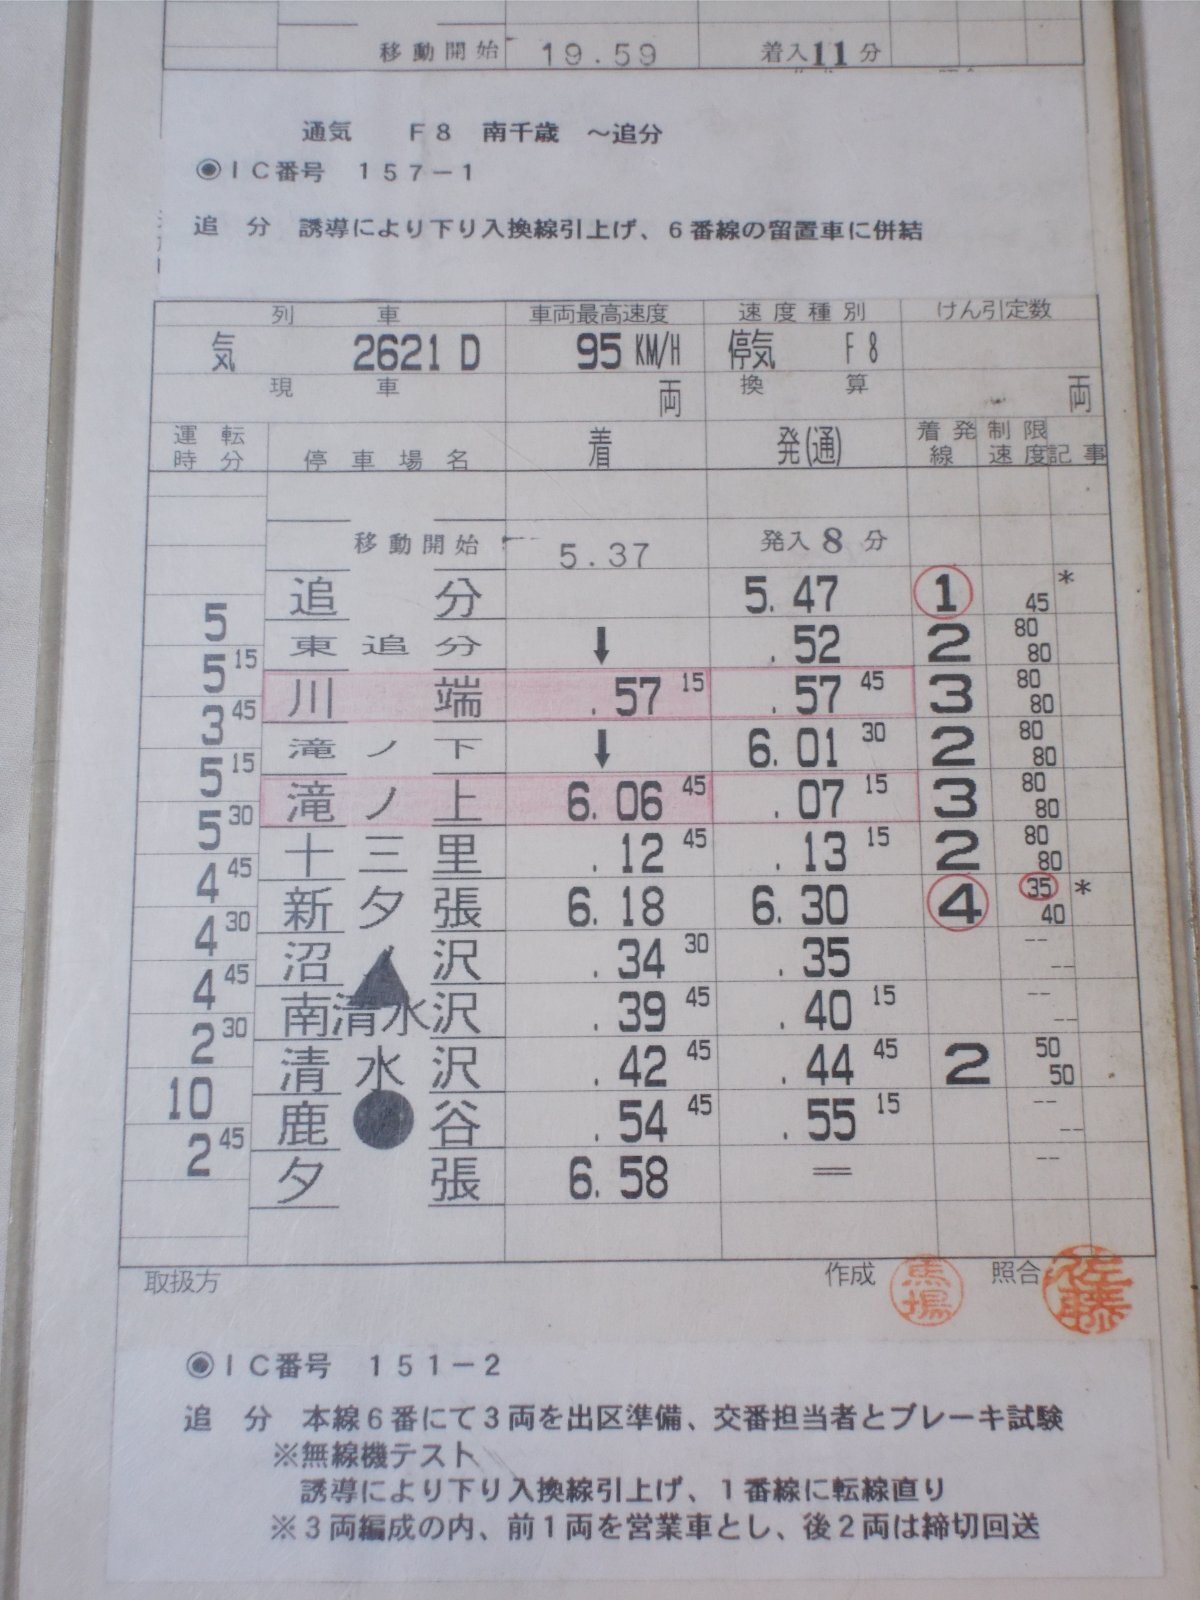 移動開始 19.59 着入11分
通気 F8 南千歳 ～追分
◉IC番号 157－1
追分 誘導により下り入換線引上げ、6番線の留置車に併結
列車 車両最高速度 速度種別 けん引定数
気 2621D 95KM/H 停気 F8
現車 両 換算 両
運転時分 停車場名 着 発(通) 着発線 制限速度 記事
移動開始 5.37 発入8分
追分 5.47 1 45 *
5
東追分 ↓ .52 2 80 80
5 15
川端 .57 15 .57 45 3 80 80
3 45
滝ノ下 ↓ 6.01 30 2 80 80
5 15
滝ノ上 6.06 45 .07 15 3 80 80
5 30
十三里 .12 45 .13 15 2 80 80
4 45
新夕張 6.18 6.30 4 35 40 *
4 30
沼ノ沢 .34 30 .35 -- --
4 45
南清水沢 .39 45 .40 15 -- --
2 30
清水沢 .42 45 .44 45 2 50 50
10
鹿ノ谷 .54 45 .55 15 -- --
2 45
夕張 6.58 ＝ --
取扱方 作成 馬場 照合 佐藤
◉IC番号 151－2
追分 本線6番にて3両を出区準備、交番担当者とブレーキ試験
※無線機テスト
誘導により下り入換線引上げ、1番線に転線直り
※3両編成の内、前1両を営業車とし、後2両は締切回送